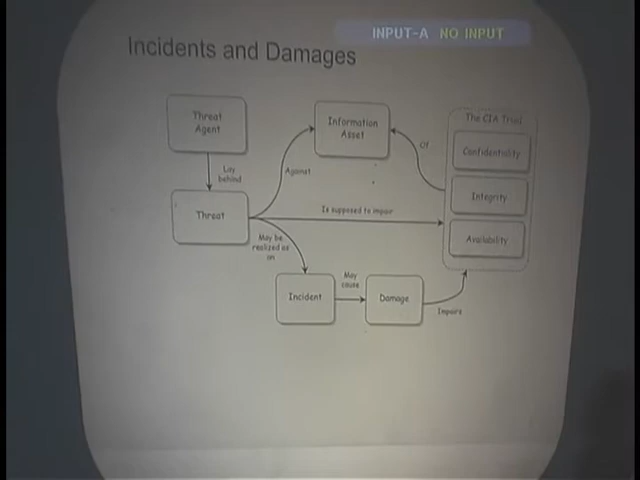 INPUT-A NO INPUT
Incidents and Damages
Threat
Agent
Information
Asset
The CIA Triad
Confidentiality
Of
Lay
behind
Against
Integrity
Threat
Is supposed to impair
Availability
May be
realized as
an
Incident
May
cause
Damage
Impairs